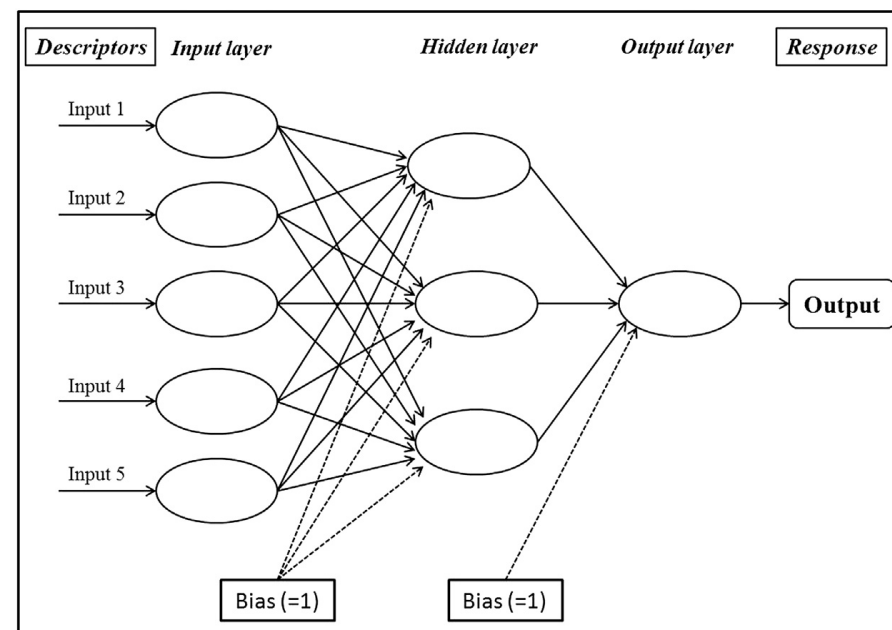 Descriptors
Input layer
Hidden layer
Output layer
Response
Input 1
Input 2
Input 3
Input 4
Input 5
Output
Bias (=1)
Bias (=1)